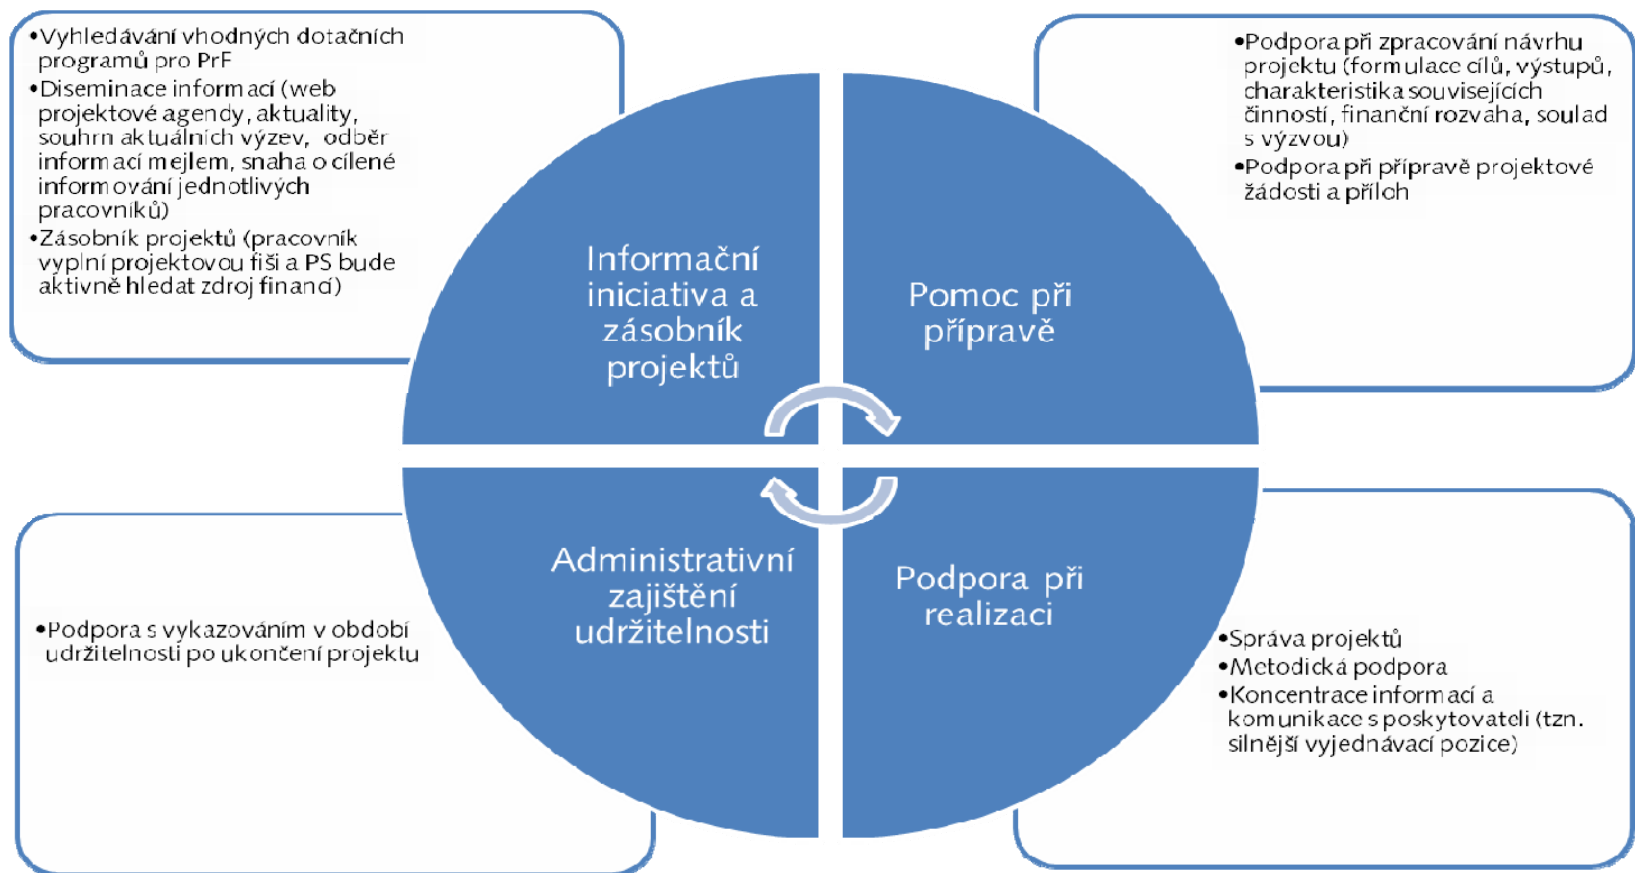 •Vyhledávání vhodných dotačních
programů pro PrF
•Diseminace informací (web
projektové agendy, aktuality,
souhrn aktuálních výzev, odběr
informací mejlem, snaha o cílené
informování jednotlivých
pracovníků)
•Zásobník projektů (pracovník
vyplní projektovou fiši a PS bude
aktivně hledat zdroj financí)
•Podpora při zpracování návrhu
projektu (formulace cílů, výstupů,
charakteristika souvisejících
činností, finanční rozvaha, soulad
s výzvou)
•Podpora při přípravě projektové
žádosti a příloh
Informační
iniciativa a
zásobník
projektů
Pomoc při
přípravě
Administrativní
zajištění
udržitelnosti
Podpora při
realizaci
•Podpora s vykazováním v období
udržitelnosti po ukončení projektu
•Správa projektů
•Metodická podpora
•Koncentrace informací a
komunikace s poskytovateli (tzn.
silnější vyjednávací pozice)